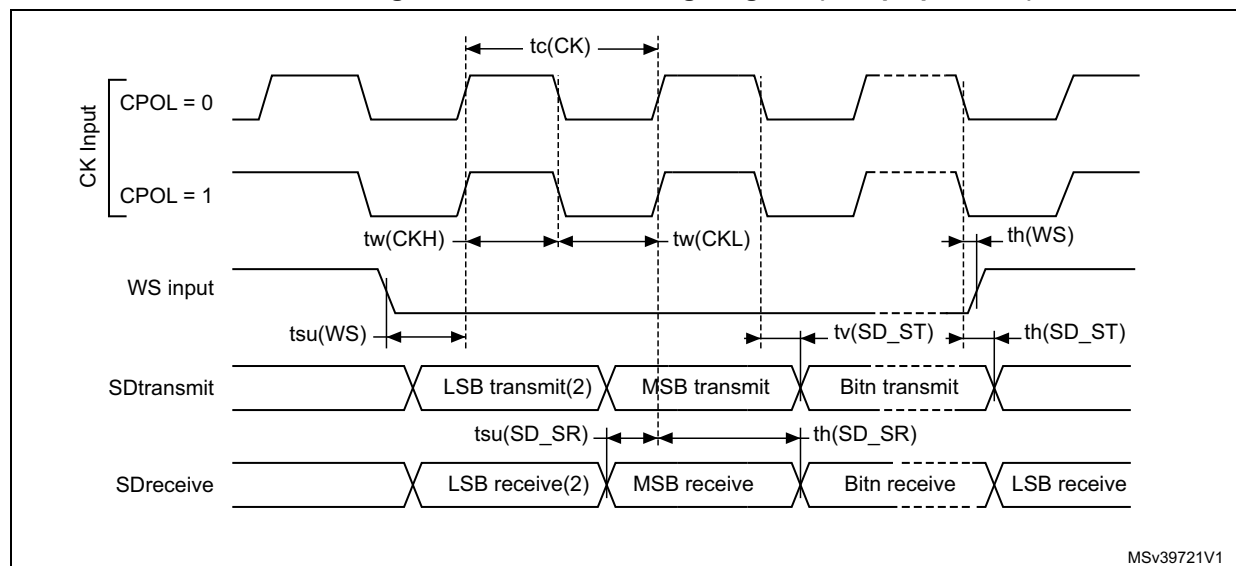 tc(CK)
CK Input
CPOL = 0
CPOL = 1
tw(CKH)
tw(CKL)
th(WS)
WS input
tsu(WS)
tv(SD_ST)
th(SD_ST)
SDtransmit
LSB transmit(2)
MSB transmit
Bitn transmit
tsu(SD_SR)
th(SD_SR)
SDreceive
LSB receive(2)
MSB receive
Bitn receive
LSB receive
MSv39721V1